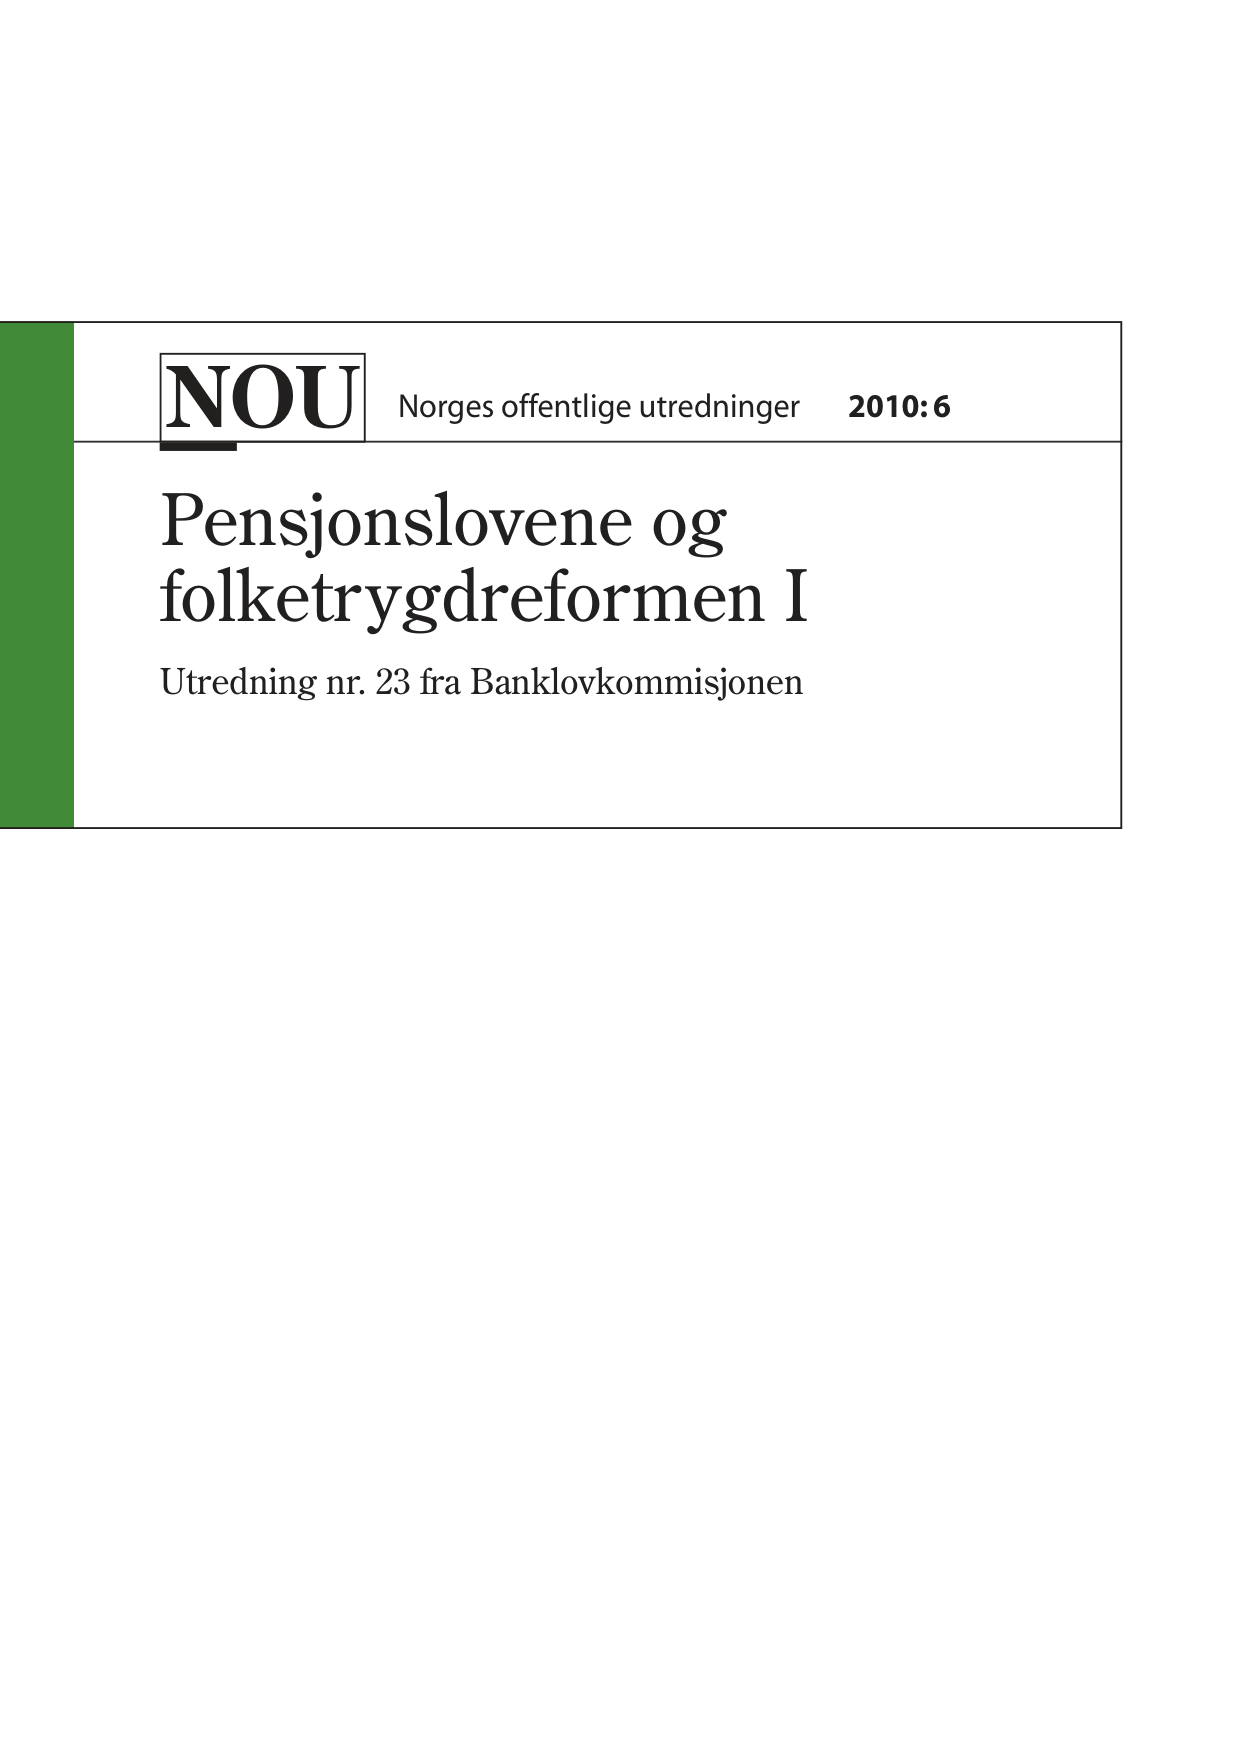 NOU Norges offentlige utredninger 2010: 6
Pensjonslovene og
folketrygdreformen I
Utredning nr. 23 fra Banklovkommisjonen